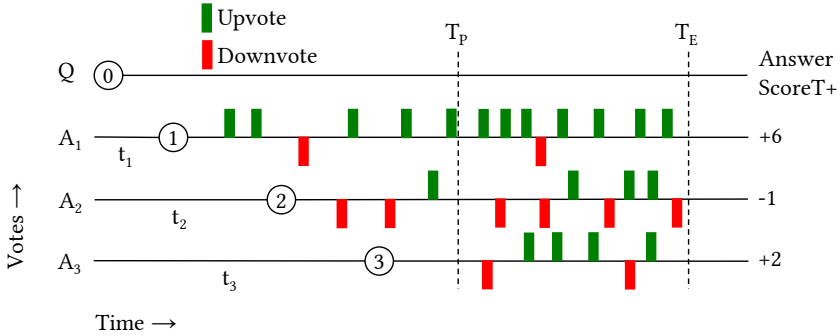 Upvote
Downvote
T_P
T_E
Q
0
Answer
ScoreT+
A_1
1
+6
t_1
A_2
2
-1
t_2
A_3
3
+2
t_3
Votes →
Time →